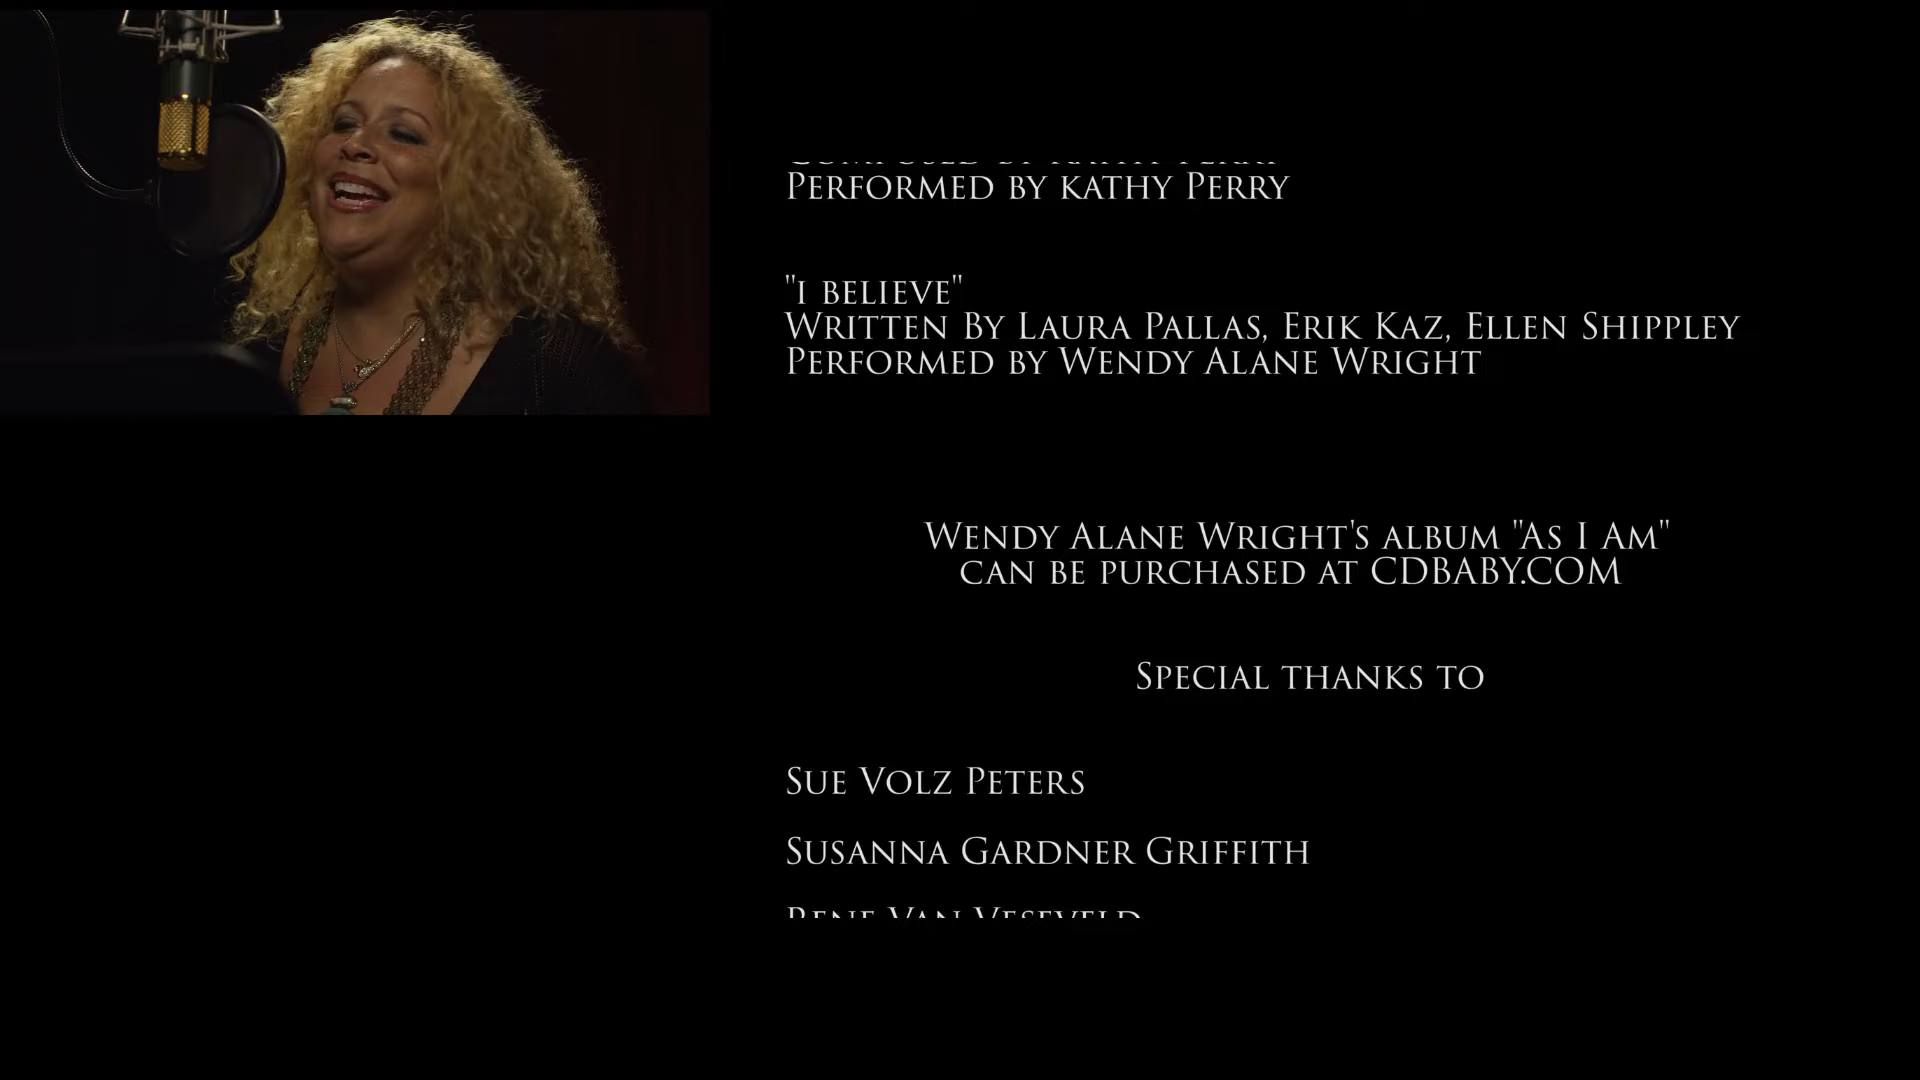 PERFORMED BY KATHY PERRY
"I BELIEVE"
WRITTEN BY LAURA PALLAS, ERIK KAZ, ELLEN SHIPPLEY
PERFORMED BY WENDY ALANE WRIGHT
WENDY ALANE WRIGHT'S ALBUM "AS I AM"
CAN BE PURCHASED AT CDBABY.COM
SPECIAL THANKS TO
SUE VOLZ PETERS
SUSANNA GARDNER GRIFFITH